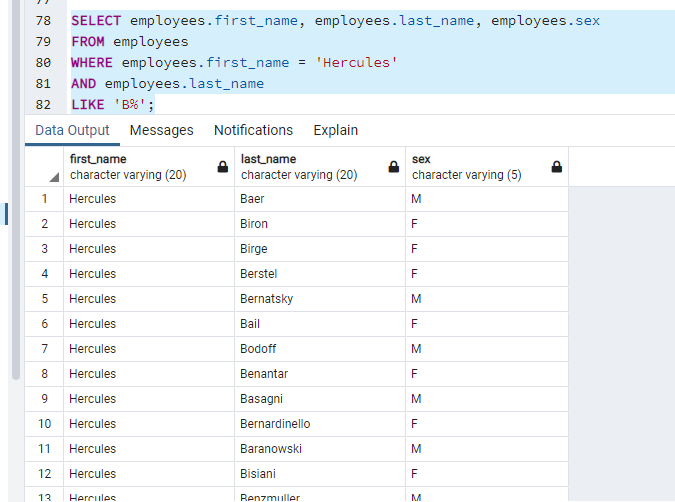 77
78 SELECT employees.first_name, employees.last_name, employees.sex
79 FROM employees
80 WHERE employees.first_name = 'Hercules'
81 AND employees.last_name
82 LIKE 'B%';
Data Output Messages Notifications Explain
first_name last_name sex
character varying (20) character varying (20) character varying (5)
1 Hercules Baer M
2 Hercules Biron F
3 Hercules Birge F
4 Hercules Berstel F
5 Hercules Bernatsky M
6 Hercules Bail F
7 Hercules Bodoff M
8 Hercules Benantar F
9 Hercules Basagni M
10 Hercules Bernardinello F
11 Hercules Baranowski M
12 Hercules Bisiani F
13 Hercules Benzmuller M